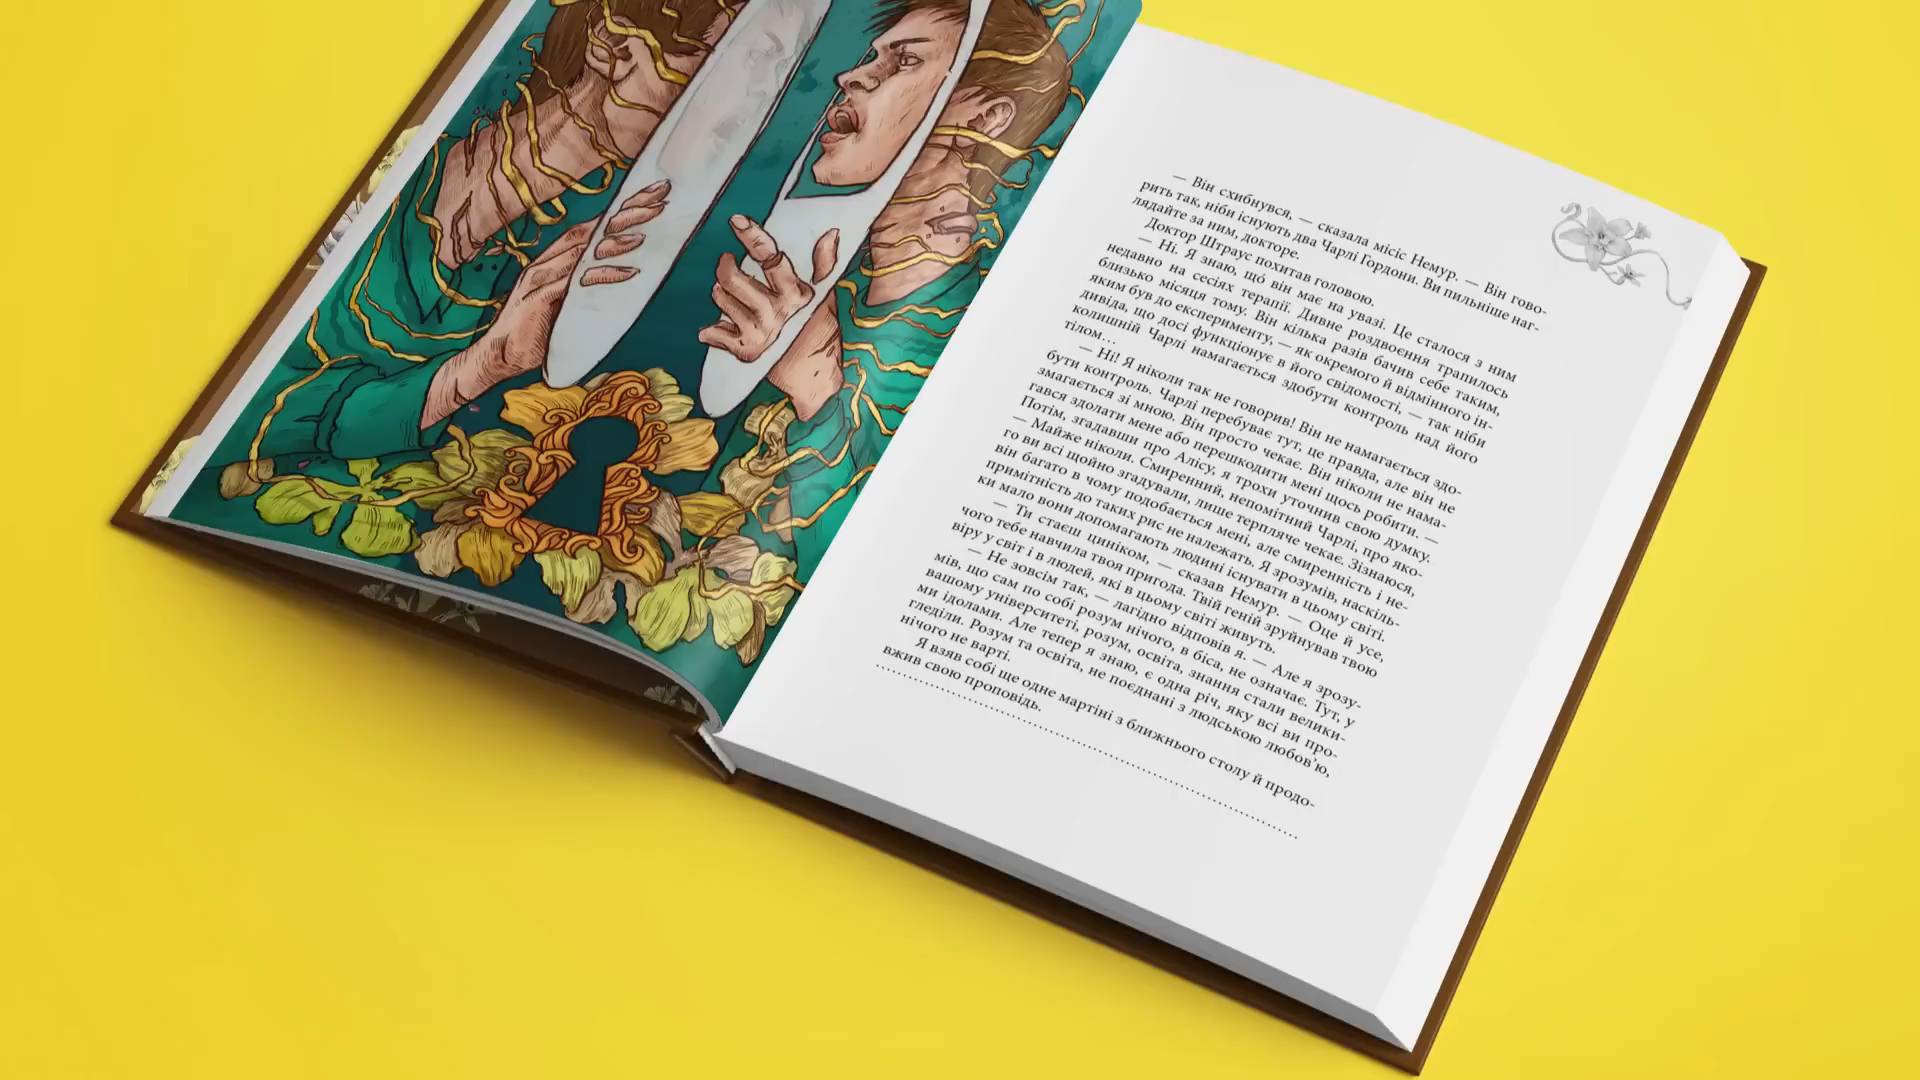 — Він схибнувся, — сказала місіс Немур. — Він гово-
рить так, ніби існують два Чарлі Гордони. Ви пильніше наг-
лядайте за ним, докторе.
Доктор Штраус похитав головою.
— Ні. Я знаю, що́ він має на увазі. Це сталося з ним
недавно на сесіях терапії. Дивне роздвоєння трапилось
близько місяця тому. Він кілька разів бачив себе таким,
яким був до експерименту, — як окремого й відмінного ін-
дивіда, що досі функціонує в його свідомості, — так ніби
колишній Чарлі намагається здобути контроль над його
тілом...
— Ні! Я ніколи так не говорив! Він не намагається здо-
бути контроль. Чарлі перебуває тут, це правда, але він не
змагається зі мною. Він просто чекає. Він ніколи не нама-
гався здолати мене або перешкодити мені щось робити. —
Потім, згадавши про Алісу, я трохи уточнив свою думку.
— Майже ніколи. Смиренний, непомітний Чарлі, про яко-
го ви всі щойно згадували, лише терпляче чекає. Зізнаюся,
він багато в чому подобається мені, але смиренність і не-
примітність до таких рис не належать. Я зрозумів, наскіль-
ки мало вони допомагають людині існувати в цьому світі.
— Ти стаєш циніком, — сказав Немур. — Оце й усе,
чого тебе навчила твоя пригода. Твій геній зруйнував твою
віру у світ і в людей, які в цьому світі живуть.
— Не зовсім так, — лагідно відповів я. — Але я зрозу-
мів, що сам по собі розум нічого, в біса, не означає. Тут, у
вашому університеті, розум, освіта, знання стали велики-
ми ідолами. Але тепер я знаю, є одна річ, яку всі ви про-
гледіли. Розум та освіта, не поєднані з людською любов'ю,
нічого не варті.
Я взяв собі ще одне мартіні з ближнього столу й продо-
вжив свою проповідь.